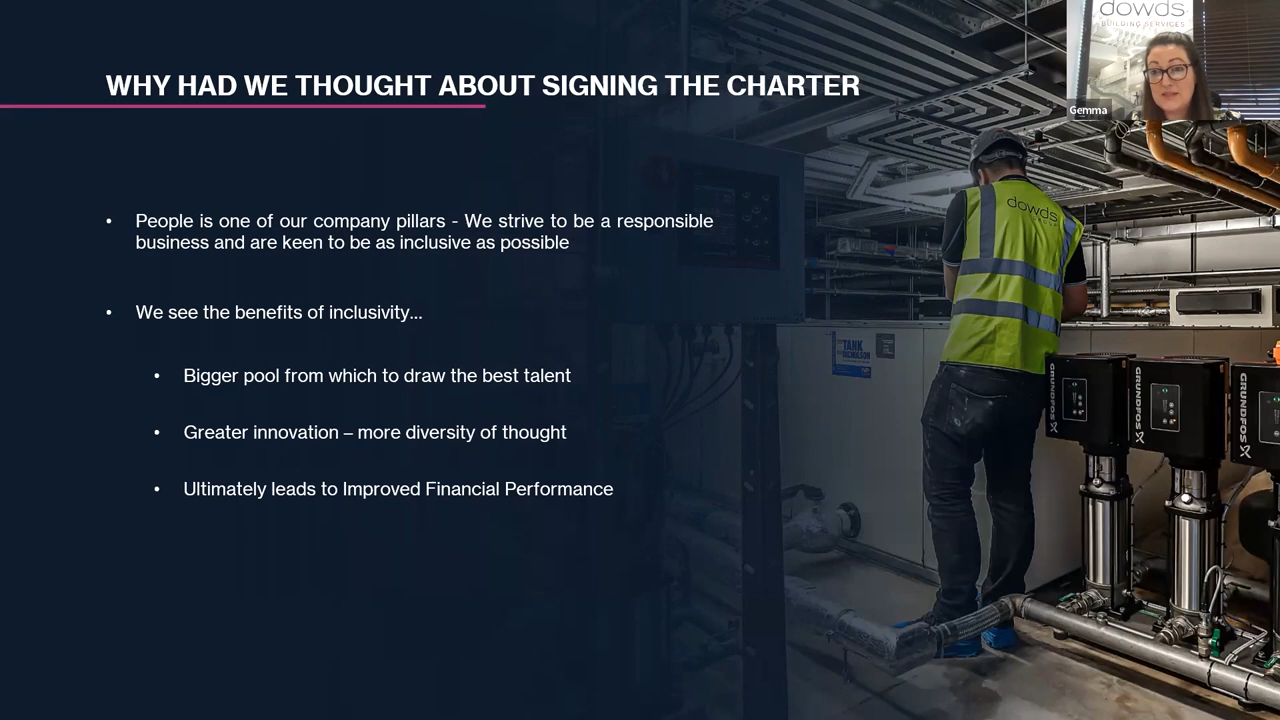 dowds
BUILDING SERVICES
Gemma
WHY HAD WE THOUGHT ABOUT SIGNING THE CHARTER
• People is one of our company pillars - We strive to be a responsible
business and are keen to be as inclusive as possible
• We see the benefits of inclusivity...
• Bigger pool from which to draw the best talent
• Greater innovation – more diversity of thought
• Ultimately leads to Improved Financial Performance
dowds
TANK
GRUNDFOS
GRUNDFOS
GRUNDFOS